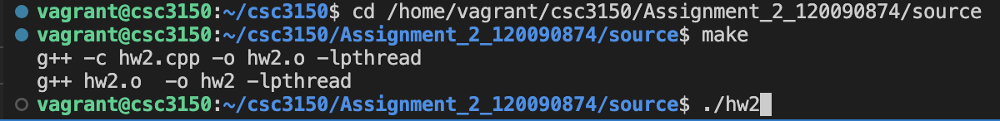 vagrant@csc3150:~/csc3150$ cd /home/vagrant/csc3150/Assignment_2_120090874/source
vagrant@csc3150:~/csc3150/Assignment_2_120090874/source$ make
g++ -c hw2.cpp -o hw2.o -lpthread
g++ hw2.o  -o hw2 -lpthread
vagrant@csc3150:~/csc3150/Assignment_2_120090874/source$ ./hw2